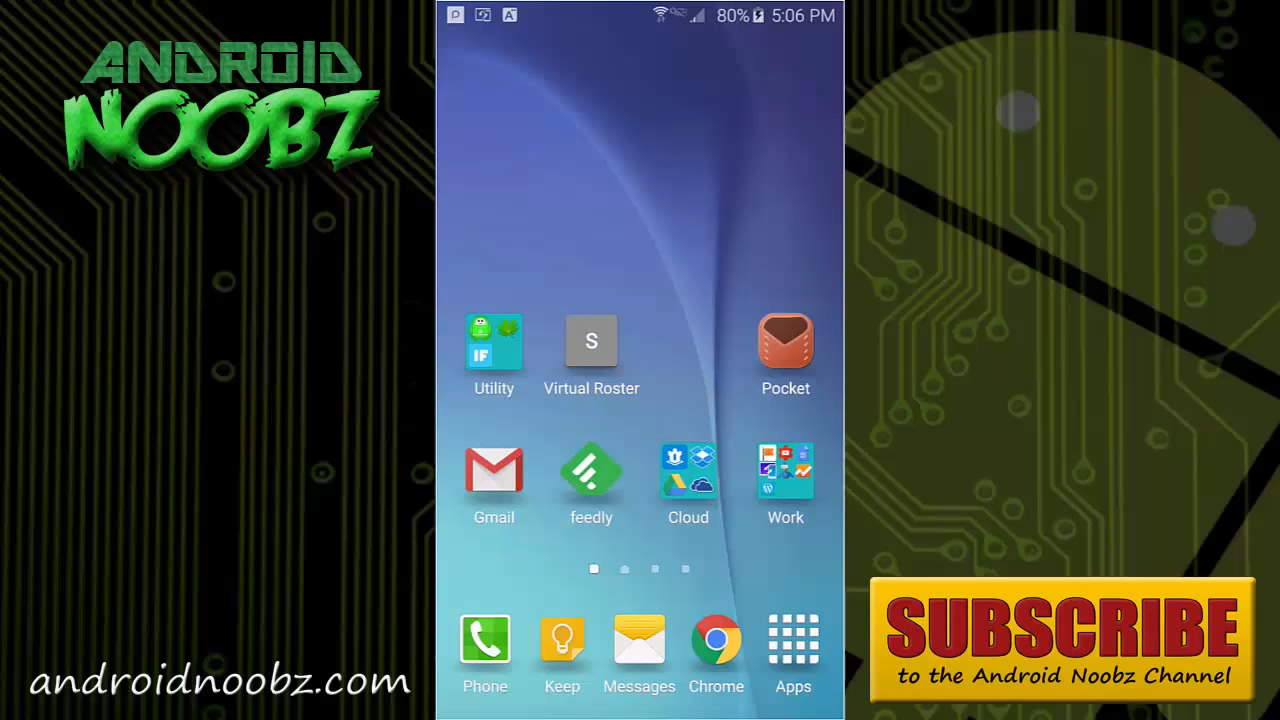 ANDROID
NOOBZ
80% 5:06 PM
S
IF
Utility
Virtual Roster
Pocket
Gmail
feedly
Cloud
Work
Phone
Keep
Messages
Chrome
Apps
androidnoobz.com
SUBSCRIBE
to the Android Noobz Channel